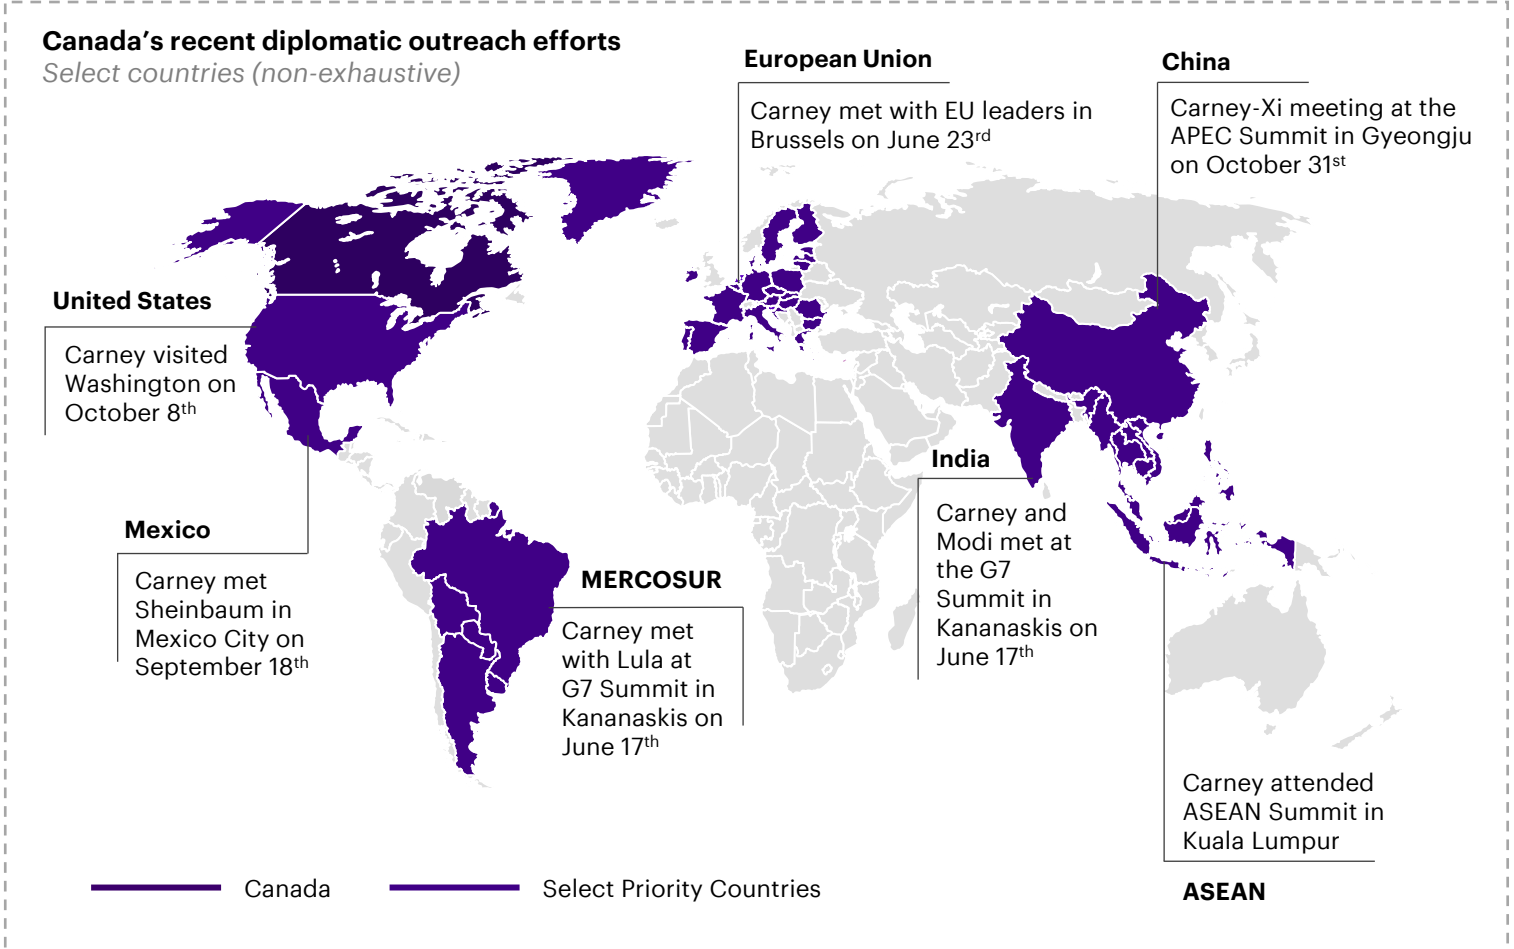 Canada's recent diplomatic outreach efforts
Select countries (non-exhaustive)
European Union
Carney met with EU leaders in
Brussels on June 23rd
China
Carney-Xi meeting at the
APEC Summit in Gyeongju
on October 31st
United States
Carney visited
Washington on
October 8th
Mexico
Carney met
Sheinbaum in
Mexico City on
September 18th
MERCOSUR
Carney met
with Lula at
G7 Summit in
Kananaskis on
June 17th
India
Carney and
Modi met at
the G7
Summit in
Kananaskis on
June 17th
Carney attended
ASEAN Summit in
Kuala Lumpur
ASEAN
Canada
Select Priority Countries